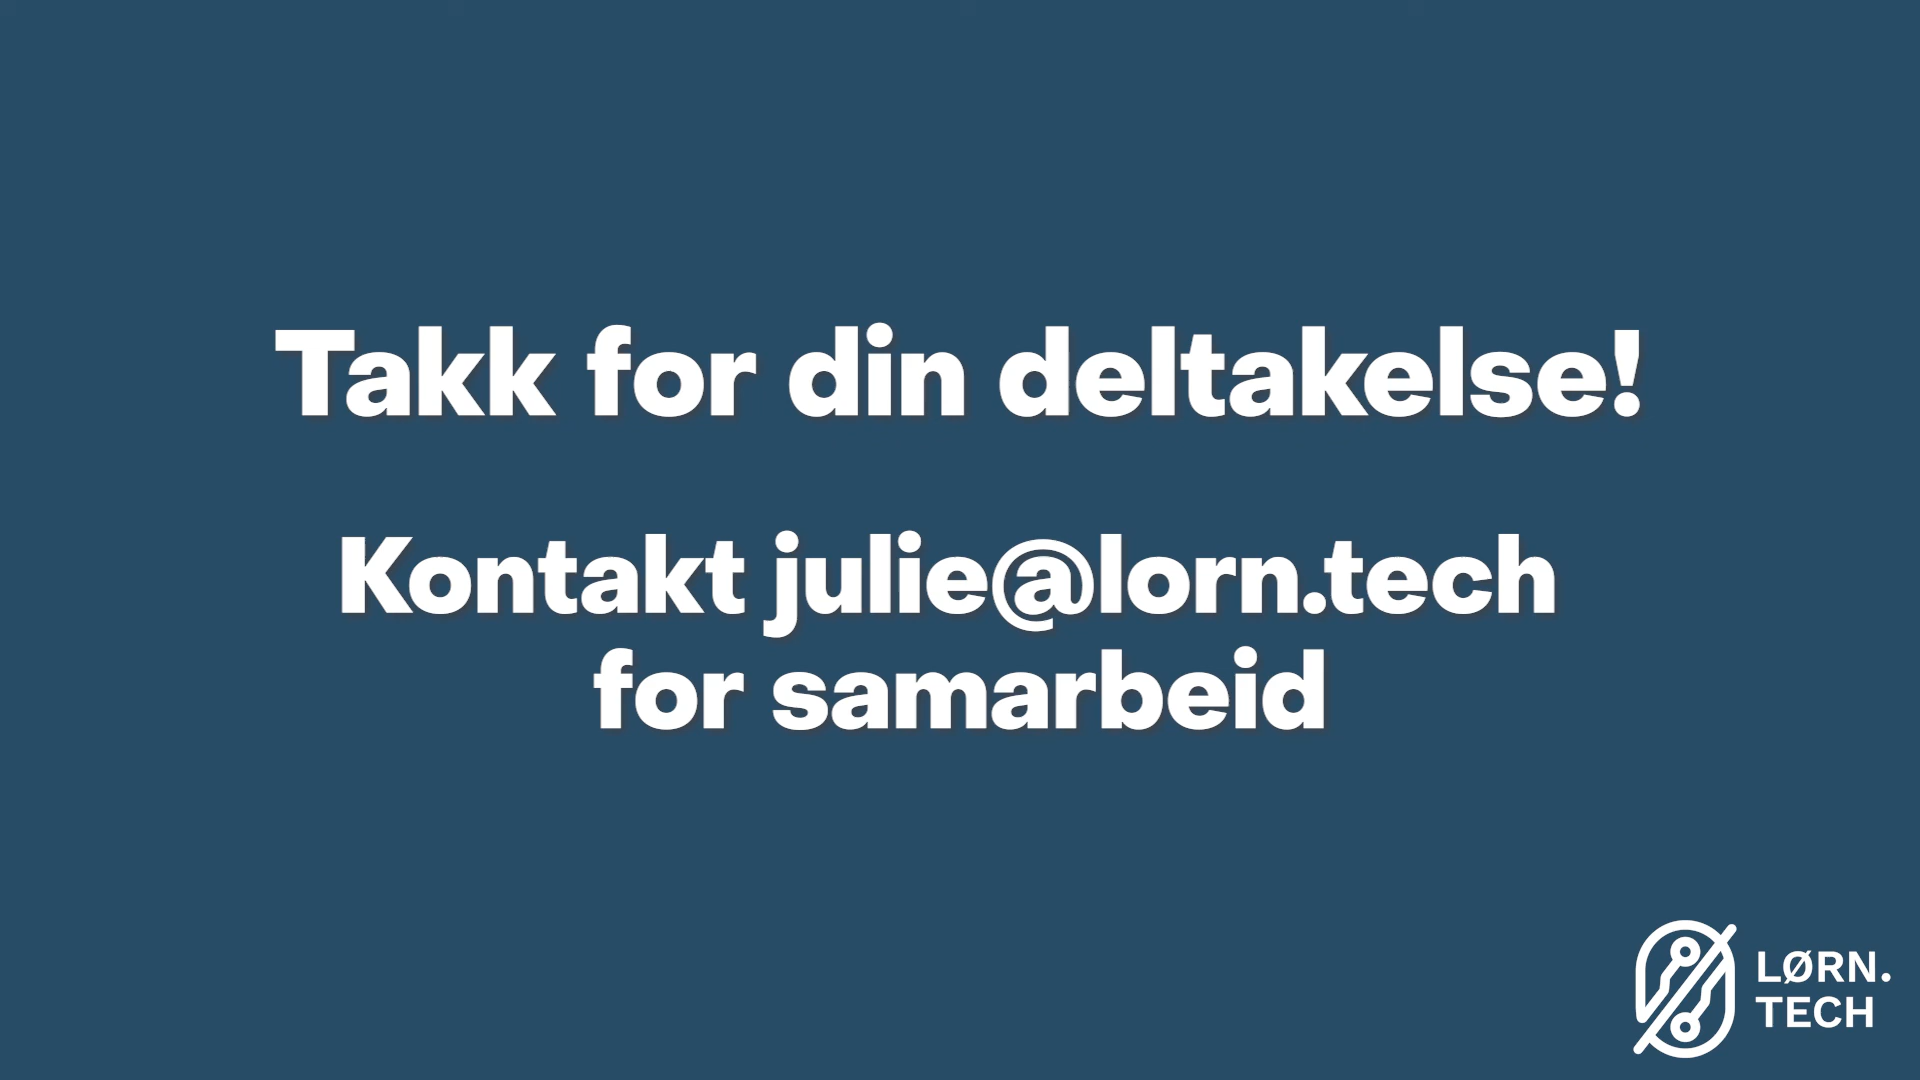 Takk for din deltakelse!
Kontakt julie@lorn.tech
for samarbeid
LØRN.
TECH